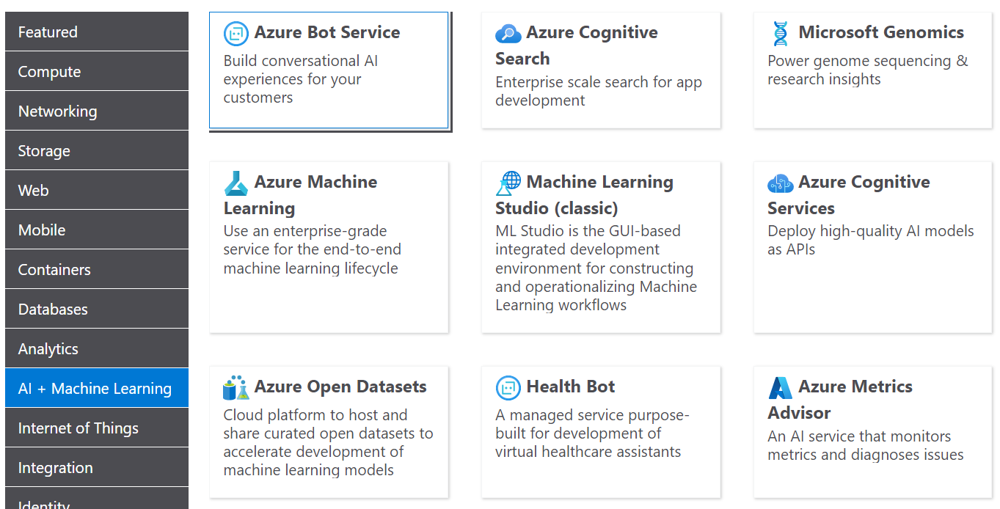 Featured
Compute
Networking
Storage
Web
Mobile
Containers
Databases
Analytics
AI + Machine Learning
Internet of Things
Integration
Identity
Azure Bot Service
Build conversational AI
experiences for your
customers
Azure Cognitive
Search
Enterprise scale search for app
development
Microsoft Genomics
Power genome sequencing &
research insights
Azure Machine
Learning
Use an enterprise-grade
service for the end-to-end
machine learning lifecycle
Machine Learning
Studio (classic)
ML Studio is the GUI-based
integrated development
environment for constructing
and operationalizing Machine
Learning workflows
Azure Cognitive
Services
Deploy high-quality AI models
as APIs
Azure Open Datasets
Cloud platform to host and
share curated open datasets to
accelerate development of
machine learning models
Health Bot
A managed service purpose-
built for development of
virtual healthcare assistants
Azure Metrics
Advisor
An AI service that monitors
metrics and diagnoses issues